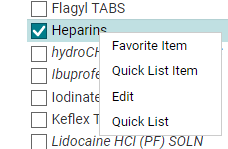 Flagyl TABS
Heparins
hydroCH
Favorite Item
Ibuprofe
Quick List Item
Iodinate
Edit
Keflex T
Quick List
Lidocaine HCl (PF) SOLN